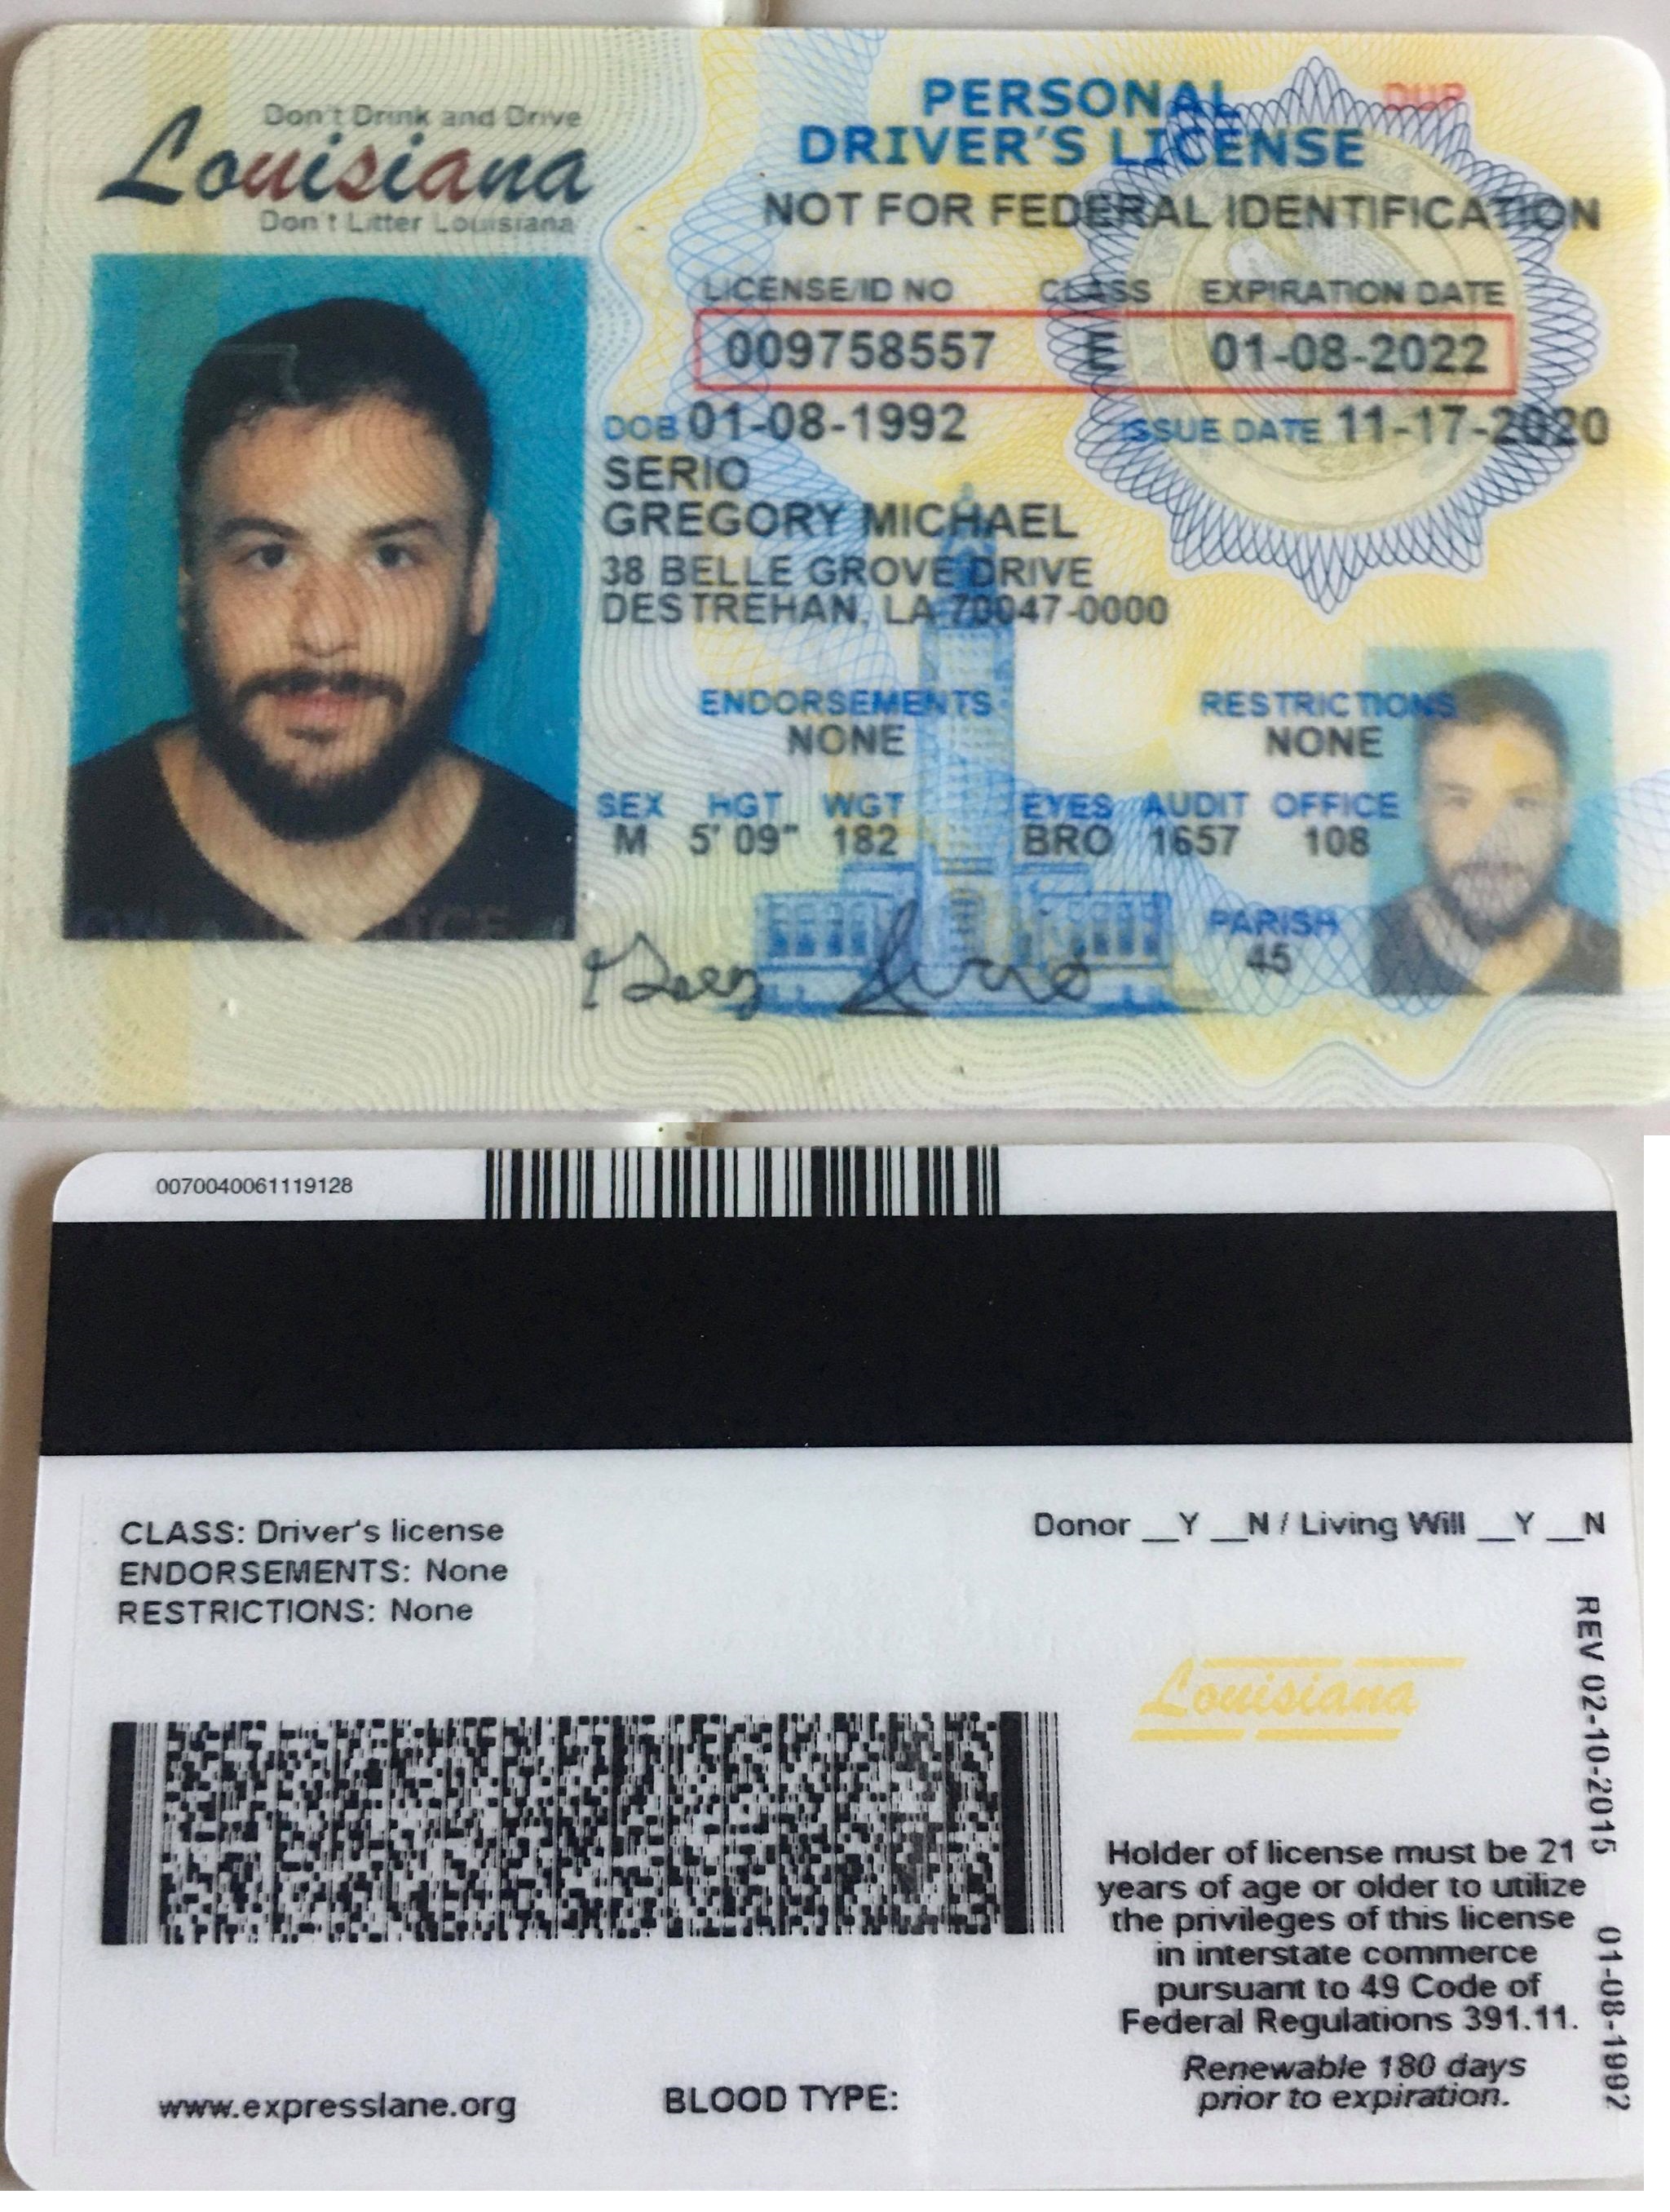 Don't Drink and Drive
Louisiana
Don't Litter Louisiana
PERSONAL DUP
DRIVER'S LICENSE
NOT FOR FEDERAL IDENTIFICATION
LICENSE/ID NO CLASS EXPIRATION DATE
009758557 E 01-08-2022
DOB 01-08-1992 ISSUE DATE 11-17-2020
SERIO
GREGORY MICHAEL
38 BELLE GROVE DRIVE
DESTREHAN, LA 70047-0000
ENDORSEMENTS RESTRICTIONS
NONE NONE
SEX HGT WGT EYES AUDIT OFFICE
M 5'09" 182 BRO 1657 108
PARISH
45
0070040061119128
CLASS: Driver's license
ENDORSEMENTS: None
RESTRICTIONS: None
Donor __Y __N / Living Will __Y __N
Louisiana
REV 02-10-2015 01-08-1992
Holder of license must be 21
years of age or older to utilize
the privileges of this license
in interstate commerce
pursuant to 49 Code of
Federal Regulations 391.11.
Renewable 180 days
prior to expiration.
www.expresslane.org BLOOD TYPE: